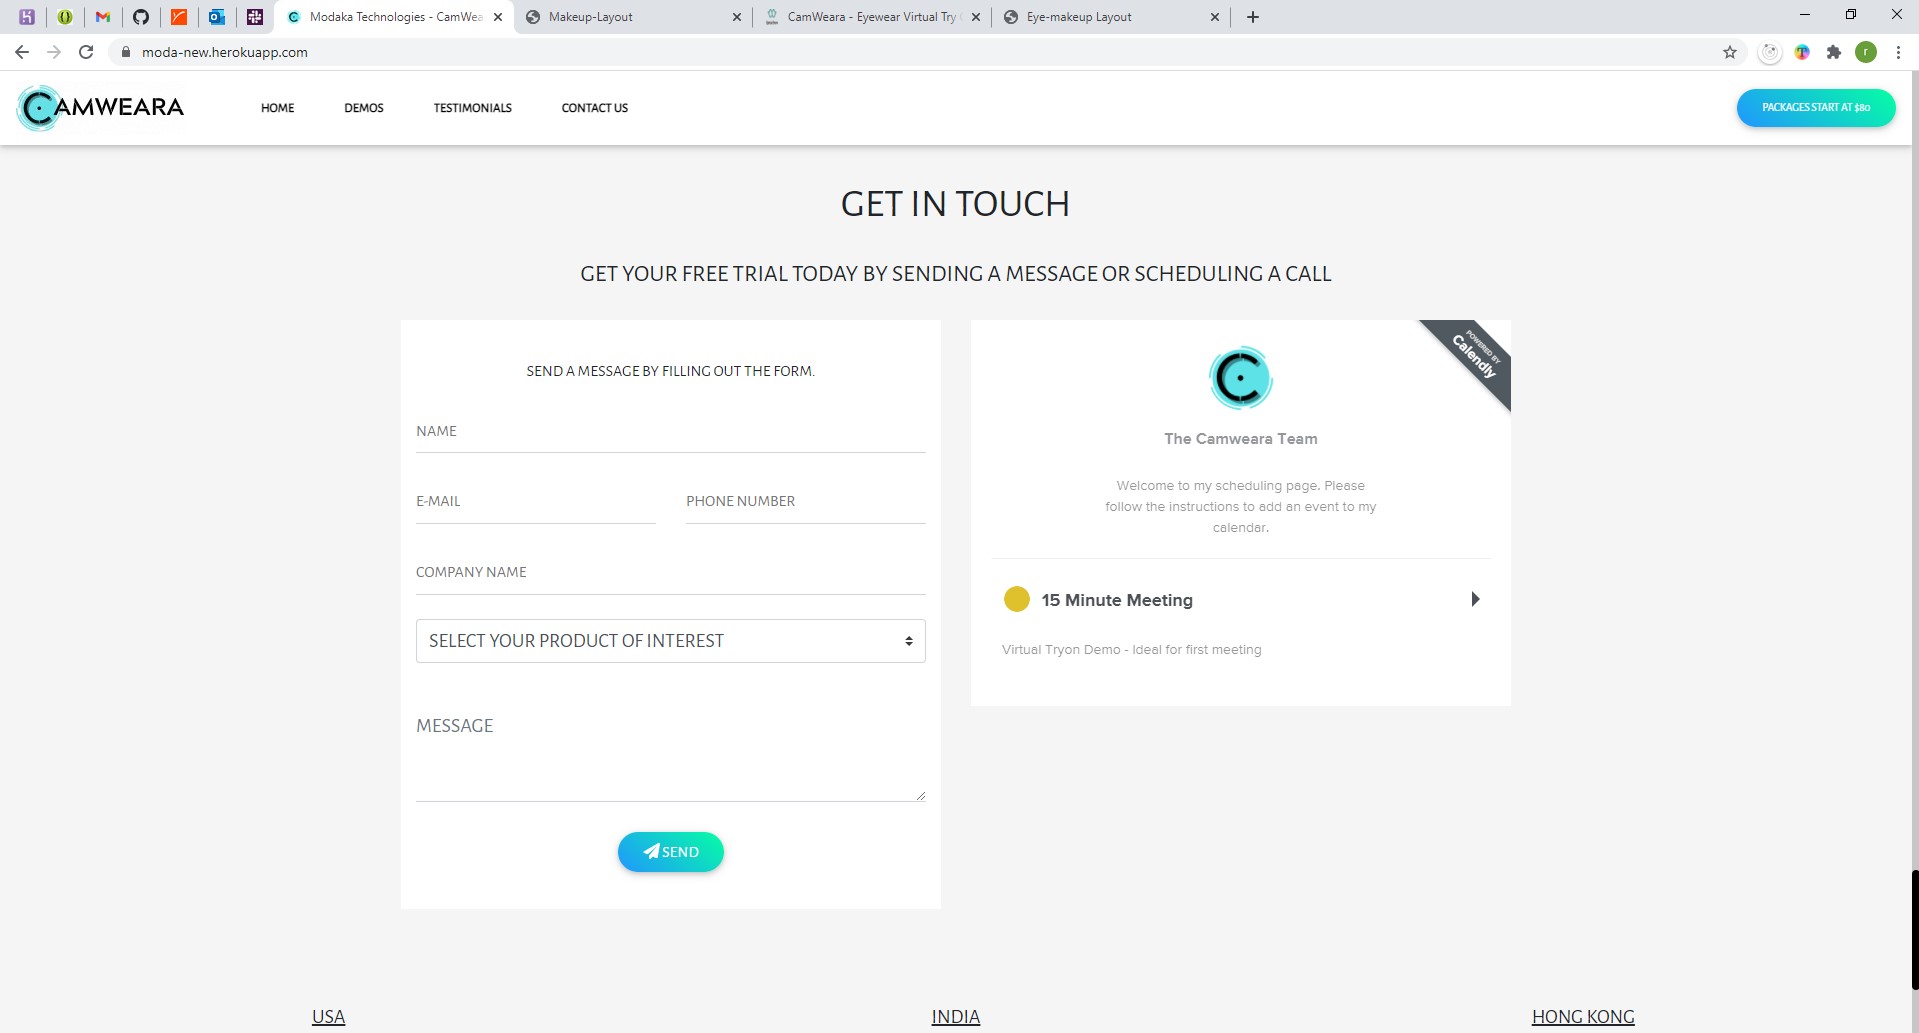 Modaka Technologies - CamWea
Makeup-Layout
CamWeara - Eyewear Virtual Try
Eye-makeup Layout
moda-new.herokuapp.com
r
CAMWEARA
HOME
DEMOS
TESTIMONIALS
CONTACT US
PACKAGES START AT $80
GET IN TOUCH
GET YOUR FREE TRIAL TODAY BY SENDING A MESSAGE OR SCHEDULING A CALL
SEND A MESSAGE BY FILLING OUT THE FORM.
NAME
E-MAIL
PHONE NUMBER
COMPANY NAME
SELECT YOUR PRODUCT OF INTEREST
MESSAGE
SEND
POWERED BY
Calendly
The Camweara Team
Welcome to my scheduling page. Please
follow the instructions to add an event to my
calendar.
15 Minute Meeting
Virtual Tryon Demo - Ideal for first meeting
USA
INDIA
HONG KONG